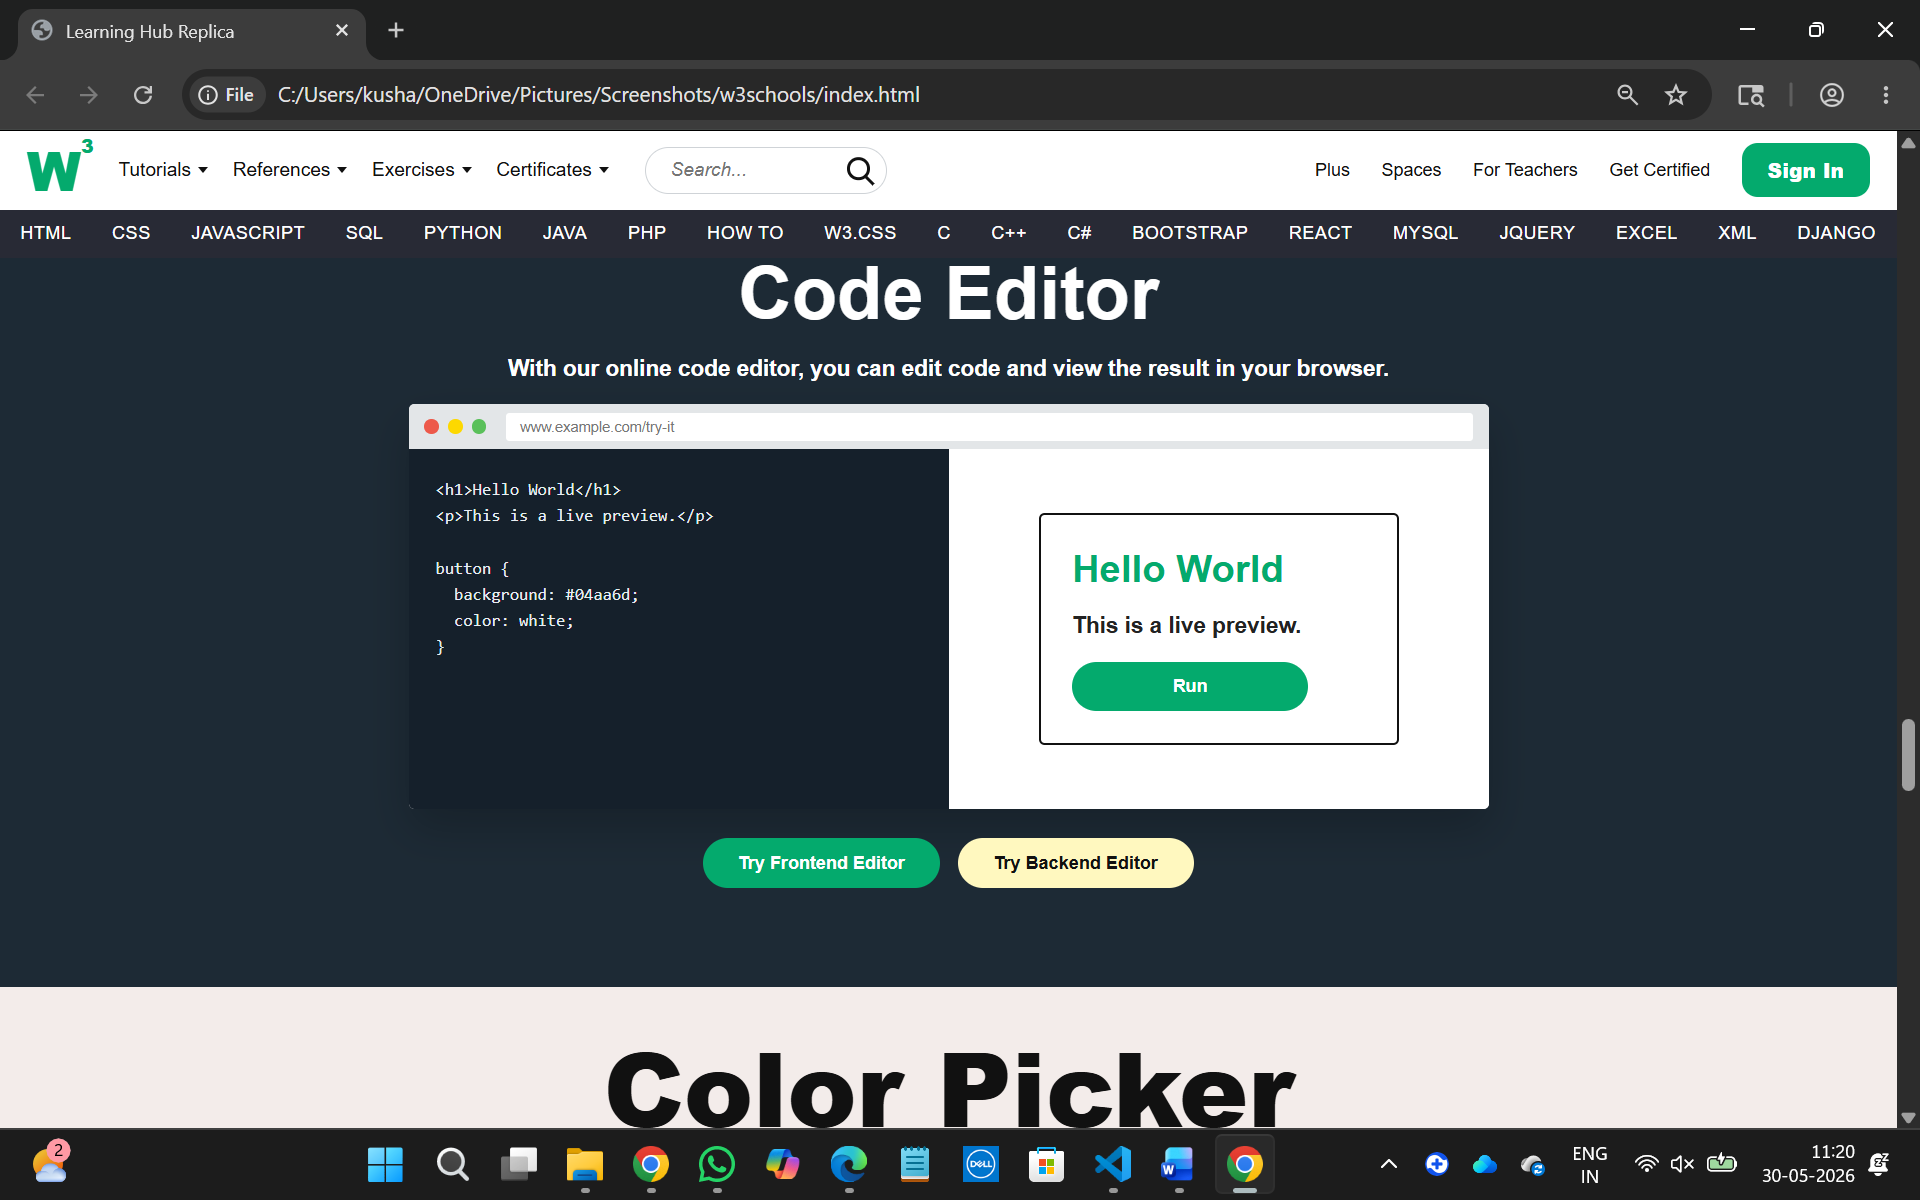 Learning Hub Replica
File C:/Users/kusha/OneDrive/Pictures/Screenshots/w3schools/index.html
W3 Tutorials References Exercises Certificates Search... Plus Spaces For Teachers Get Certified Sign In
HTML CSS JAVASCRIPT SQL PYTHON JAVA PHP HOW TO W3.CSS C C++ C# BOOTSTRAP REACT MYSQL JQUERY EXCEL XML DJANGO
Code Editor
With our online code editor, you can edit code and view the result in your browser.
www.example.com/try-it
<h1>Hello World</h1>
<p>This is a live preview.</p>
button {
  background: #04aa6d;
  color: white;
}
Hello World
This is a live preview.
Run
Try Frontend Editor Try Backend Editor
Color Picker
2
DELL
W
ENG
IN
11:20
30-05-2026